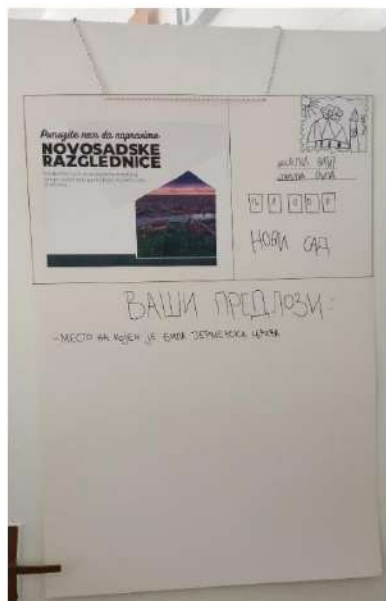 Pomozite nam da napravimo
NOVOSADSKE
RAZGLEDNICE
НОВИ САД
ВАШИ ПРЕДЛОЗИ:
-МЕСТО НА КОЈЕМ ЈЕ БИЛА ЈЕРМЕНСКА ЦРКВА